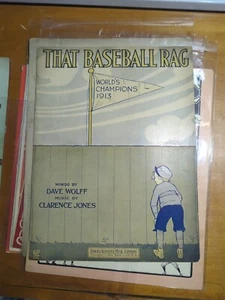 THAT BASEBALL RAG
WORLD'S
CHAMPIONS
1913
WORDS BY
DAVE WOLFF
MUSIC BY
CLARENCE JONES